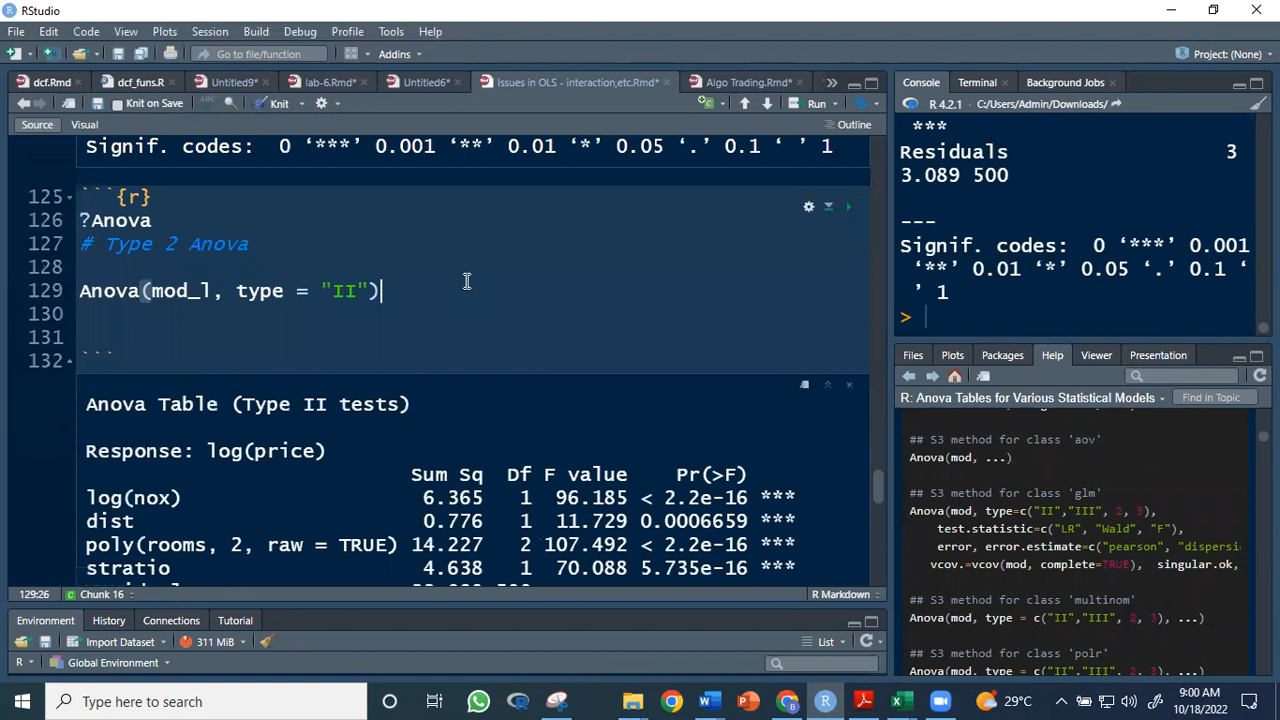 RStudio
File Edit Code View Plots Session Build Debug Profile Tools Help
Go to file/function Addins Project: (None)
dcf.Rmd dcf_funs.R Untitled9* lab-6.Rmd* Untitled6* Issues in OLS - interaction,etc.Rmd* Algo Trading.Rmd*
Knit on Save Knit Run
Source Visual Outline
Signif. codes:  0 ‘***’ 0.001 ‘**’ 0.01 ‘*’ 0.05 ‘.’ 0.1 ‘ ’ 1
125 ```{r}
126 ?Anova
127 # Type 2 Anova
128
129 Anova(mod_l, type = "II")
130
131
132 ```
Anova Table (Type II tests)
Response: log(price)
Sum Sq Df F value Pr(>F)
log(nox) 6.365 1 96.185 < 2.2e-16 ***
dist 0.776 1 11.729 0.0006659 ***
poly(rooms, 2, raw = TRUE) 14.227 2 107.492 < 2.2e-16 ***
stratio 4.638 1 70.088 5.735e-16 ***
129:26 Chunk 16 R Markdown
Console Terminal Background Jobs
R 4.2.1 · C:/Users/Admin/Downloads/
***
Residuals 3
3.089 500
---
Signif. codes:  0 ‘***’ 0.001
‘**’ 0.01 ‘*’ 0.05 ‘.’ 0.1 ‘
’ 1
>
Files Plots Packages Help Viewer Presentation
R: Anova Tables for Various Statistical Models Find in Topic
## S3 method for class 'aov'
Anova(mod, ...)
## S3 method for class 'glm'
Anova(mod, type=c("II","III", 2, 3),
test.statistic=c("LR", "Wald", "F"),
error, error.estimate=c("pearson", "dispersi
vcov.=vcov(mod, complete=TRUE), singular.ok,
## S3 method for class 'multinom'
Anova(mod, type = c("II","III", 2, 3), ...)
## S3 method for class 'polr'
Anova(mod, type = c("II","III", 2, 3), ...)
Environment History Connections Tutorial
Import Dataset 311 MiB List
R Global Environment
Type here to search
29°C
9:00 AM
10/18/2022